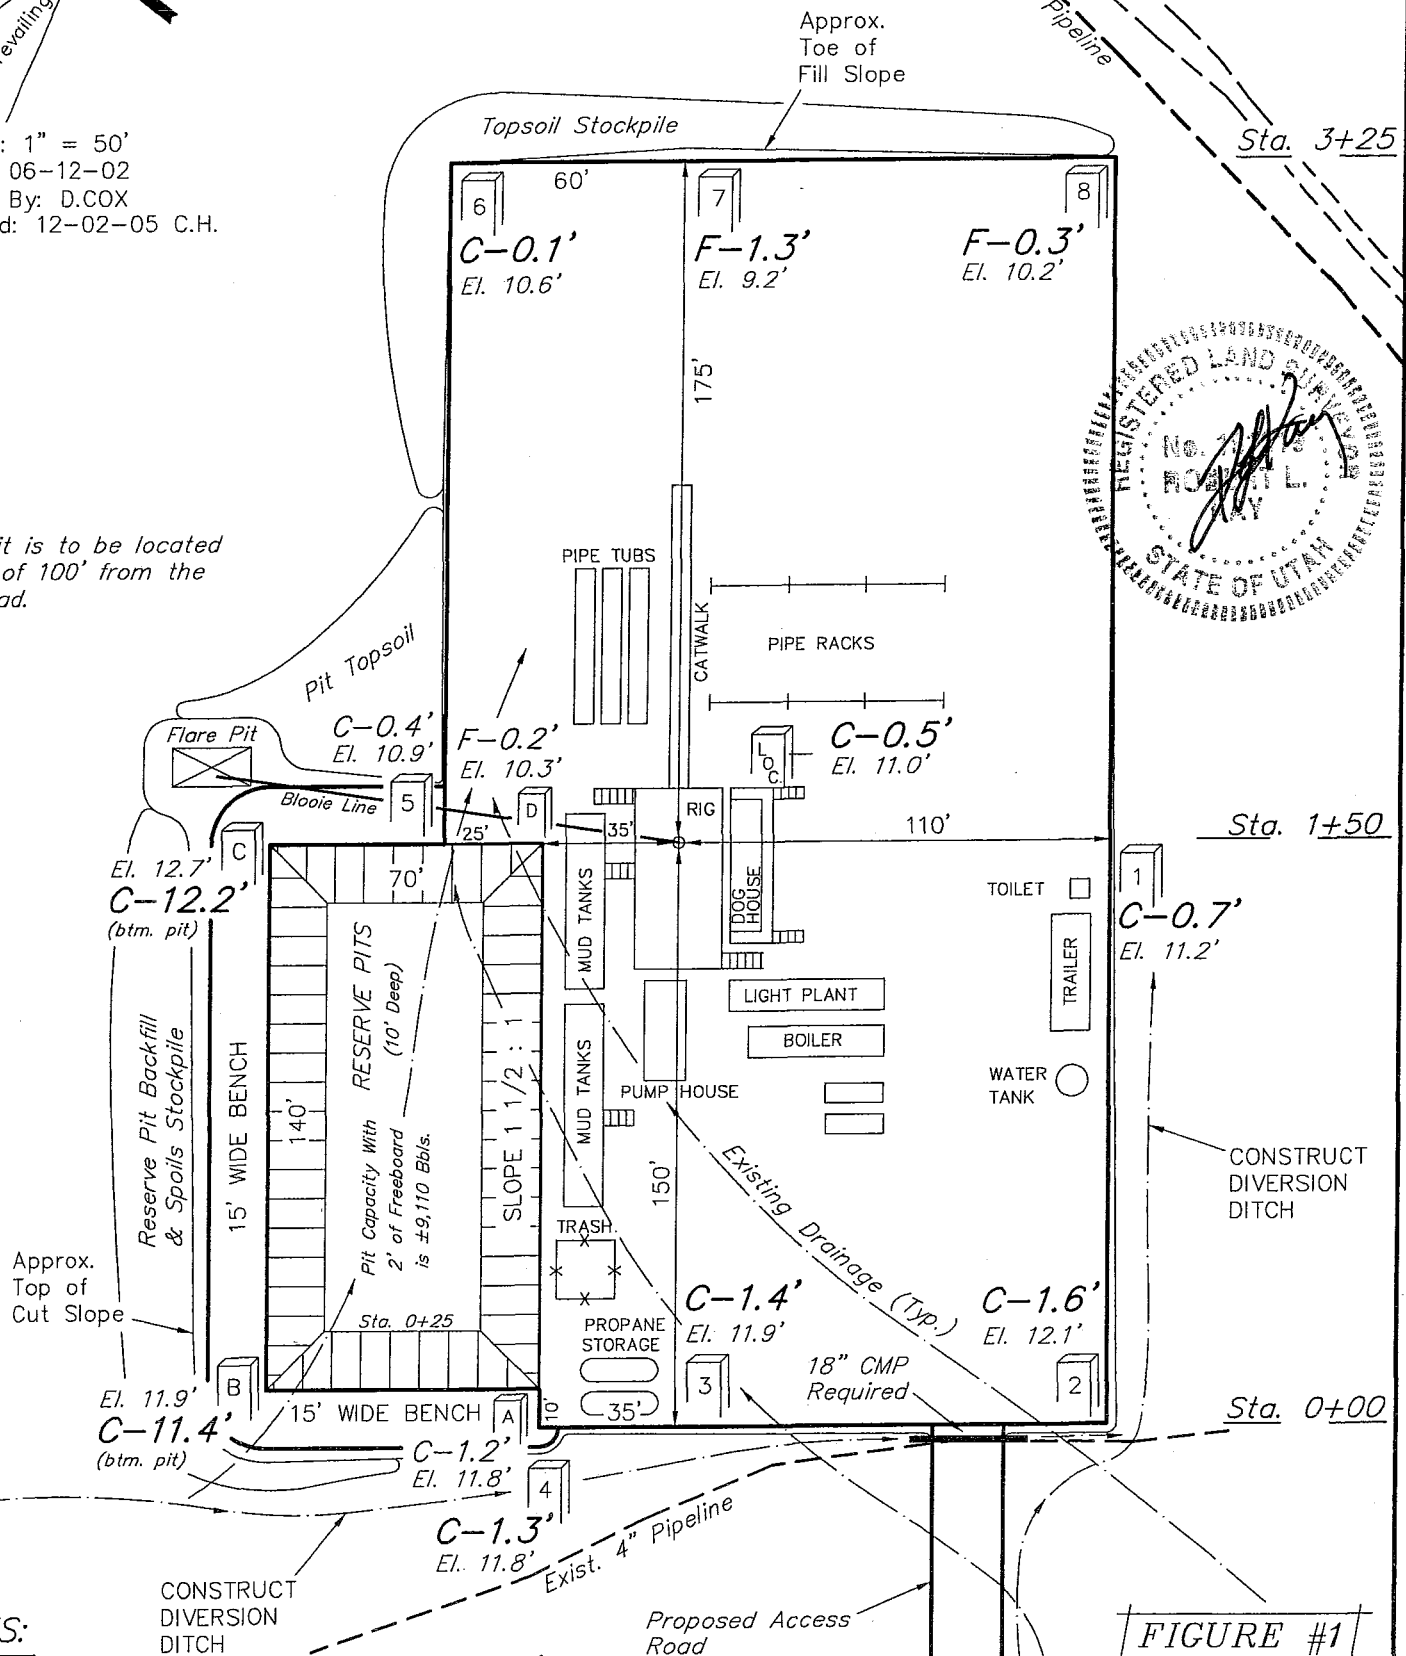 Approx.
Toe of
Fill Slope
Pipeline
Topsoil Stockpile
: 1" = 50'
06-12-02
By: D.COX
d: 12-02-05 C.H.
Sta. 3+25
60'
6
7
8
C-0.1'
El. 10.6'
F-1.3'
El. 9.2'
F-0.3'
El. 10.2'
175'
REGISTERED LAND SURVEYOR
STATE OF UTAH
it is to be located
of 100' from the
ad.
PIPE TUBS
CATWALK
PIPE RACKS
Pit Topsoil
Flare Pit
C-0.4'
El. 10.9'
F-0.2'
El. 10.3'
LOC.
C-0.5'
El. 11.0'
Blooie Line
5
D
RIG
25'
35'
110'
Sta. 1+50
C
El. 12.7'
C-12.2'
(btm. pit)
70'
MUD TANKS
DOG
HOUSE
TOILET
1
C-0.7'
El. 11.2'
TRAILER
RESERVE PITS
(10' Deep)
LIGHT PLANT
BOILER
PUMP HOUSE
WATER
TANK
Reserve Pit Backfill
& Spoils Stockpile
15' WIDE BENCH
140'
Pit Capacity With
2' of Freeboard
is ±9,110 Bbls.
SLOPE 1 1/2 : 1
MUD TANKS
150'
Existing Drainage (Typ.)
CONSTRUCT
DIVERSION
DITCH
TRASH
Approx.
Top of
Cut Slope
Sta. 0+25
PROPANE
STORAGE
C-1.4'
El. 11.9'
C-1.6'
El. 12.1'
B
El. 11.9'
C-11.4'
(btm. pit)
15' WIDE BENCH
A
10'
35'
3
18" CMP
Required
2
Sta. 0+00
C-1.2'
El. 11.8'
4
C-1.3'
El. 11.8'
Exist. 4" Pipeline
CONSTRUCT
DIVERSION
DITCH
S:
Proposed Access
Road
FIGURE #1